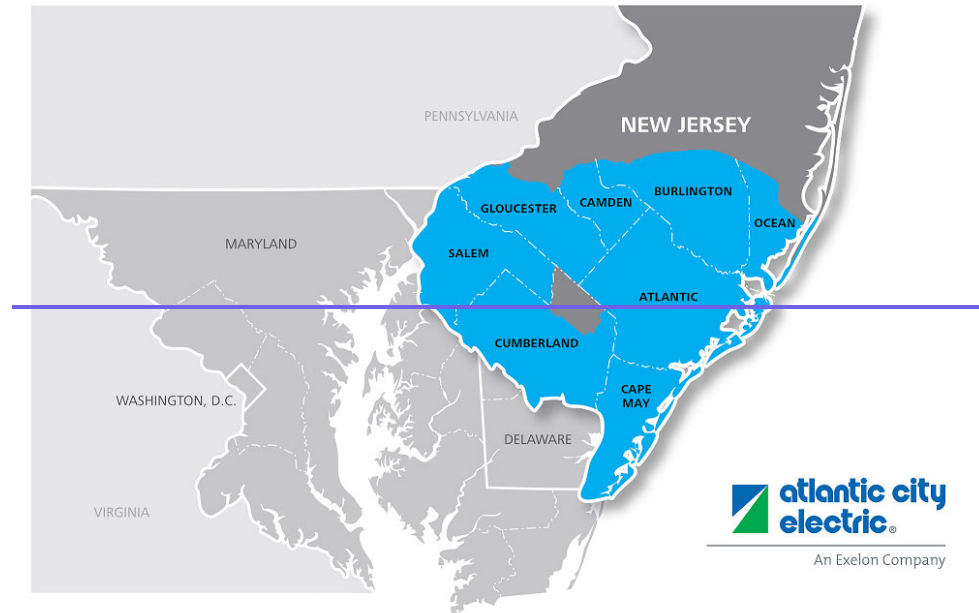 PENNSYLVANIA
NEW JERSEY
BURLINGTON
CAMDEN
GLOUCESTER
OCEAN
MARYLAND
SALEM
ATLANTIC
CUMBERLAND
CAPE
MAY
WASHINGTON, D.C.
DELAWARE
VIRGINIA
atlantic city
electric®
An Exelon Company